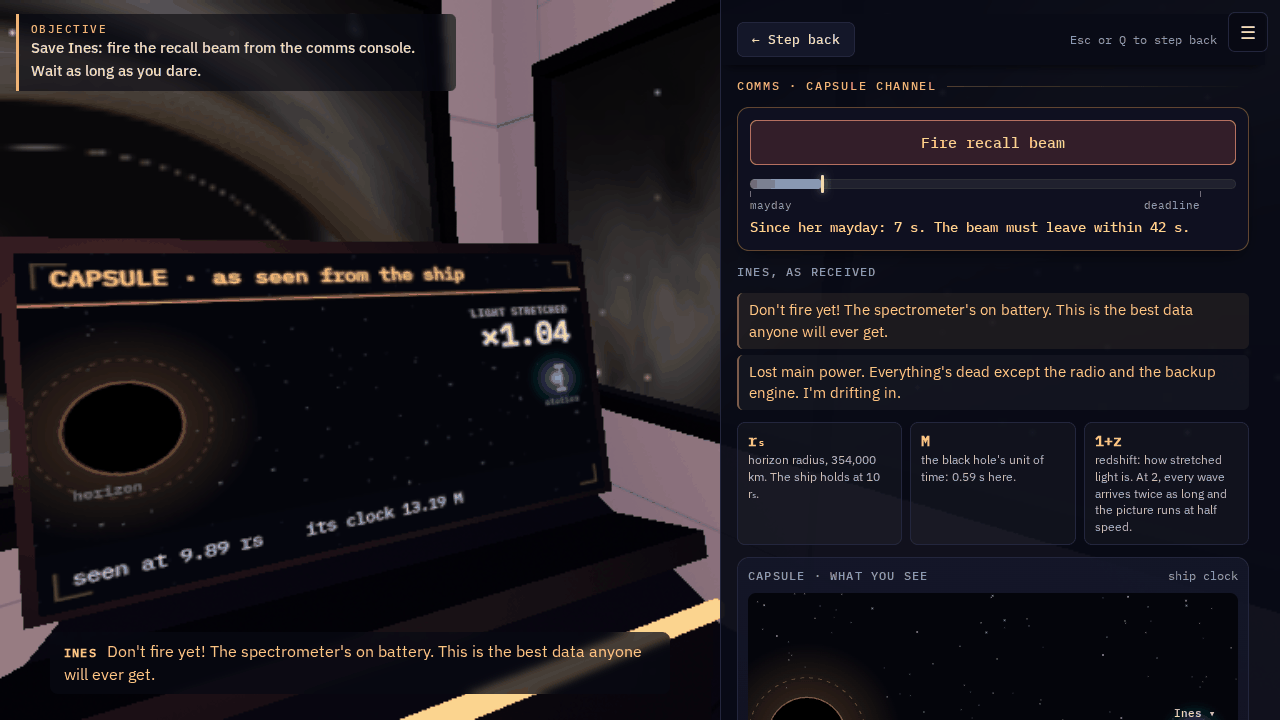 OBJECTIVE
Save Ines: fire the recall beam from the comms console.
Wait as long as you dare.
CAPSULE · as seen from the ship
LIGHT STRETCHED
×1.04
horizon
seen at 9.89 rs
its clock 13.19 M
INES Don't fire yet! The spectrometer's on battery. This is the best data anyone
will ever get.
← Step back
Esc or Q to step back
☰
COMMS · CAPSULE CHANNEL
Fire recall beam
mayday
deadline
Since her mayday: 7 s. The beam must leave within 42 s.
INES, AS RECEIVED
Don't fire yet! The spectrometer's on battery. This is the best data
anyone will ever get.
Lost main power. Everything's dead except the radio and the backup
engine. I'm drifting in.
rₛ
horizon radius, 354,000
km. The ship holds at 10
rₛ.
M
the black hole's unit of
time: 0.59 s here.
1+z
redshift: how stretched
light is. At 2, every wave
arrives twice as long and
the picture runs at half
speed.
CAPSULE · WHAT YOU SEE
ship clock
Ines ▾